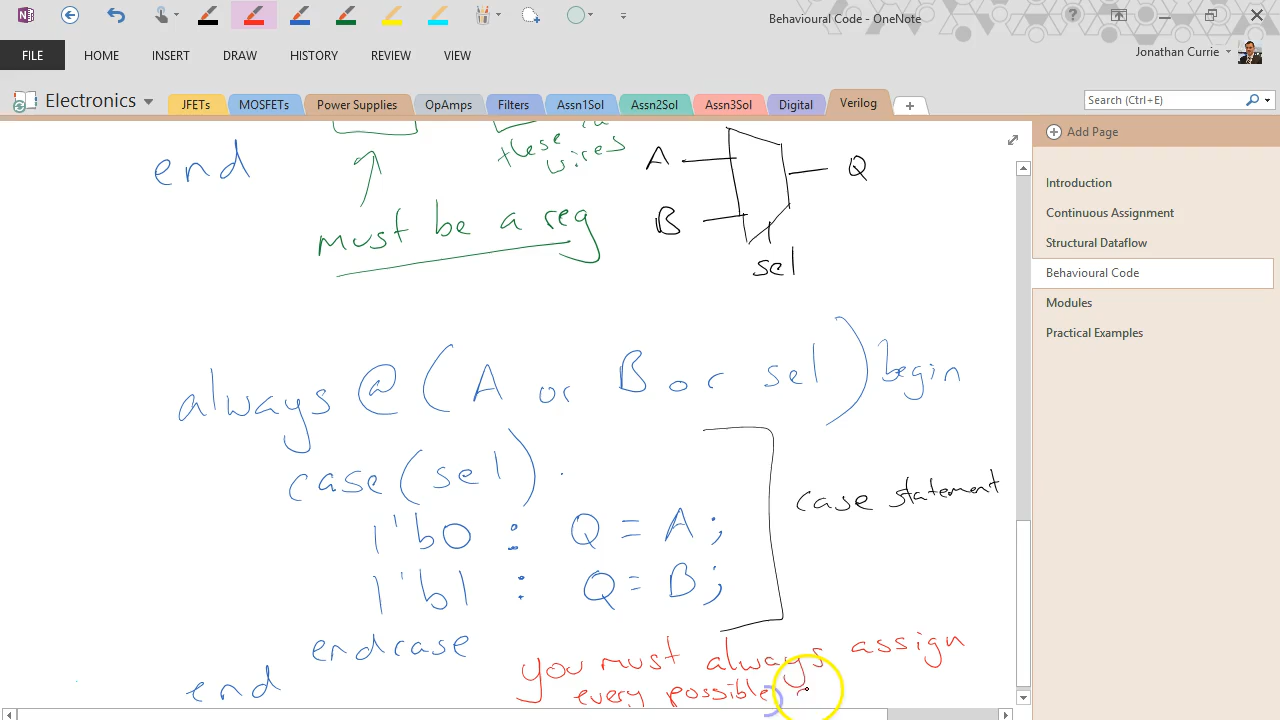 Behavioural Code - OneNote
FILE HOME INSERT DRAW HISTORY REVIEW VIEW
Jonathan Currie
Electronics JFETs MOSFETs Power Supplies OpAmps Filters Assn1Sol Assn2Sol Assn3Sol Digital Verilog
Search (Ctrl+E)
Add Page
Introduction
Continuous Assignment
Structural Dataflow
Behavioural Code
Modules
Practical Examples
these
wires
end
must be a reg
A
Q
B
sel
always @ (A or B or sel) begin
case (sel)
1'b0 : Q = A;
1'b1 : Q = B;
endcase
end
case statement
you must always assign
every possible